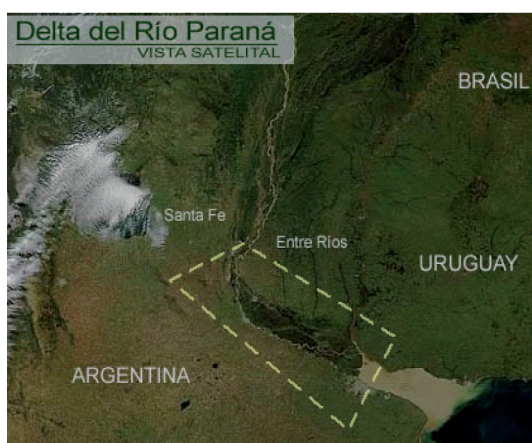 Delta del Río Paraná
VISTA SATELITAL
BRASIL
Santa Fe
Entre Ríos
URUGUAY
ARGENTINA